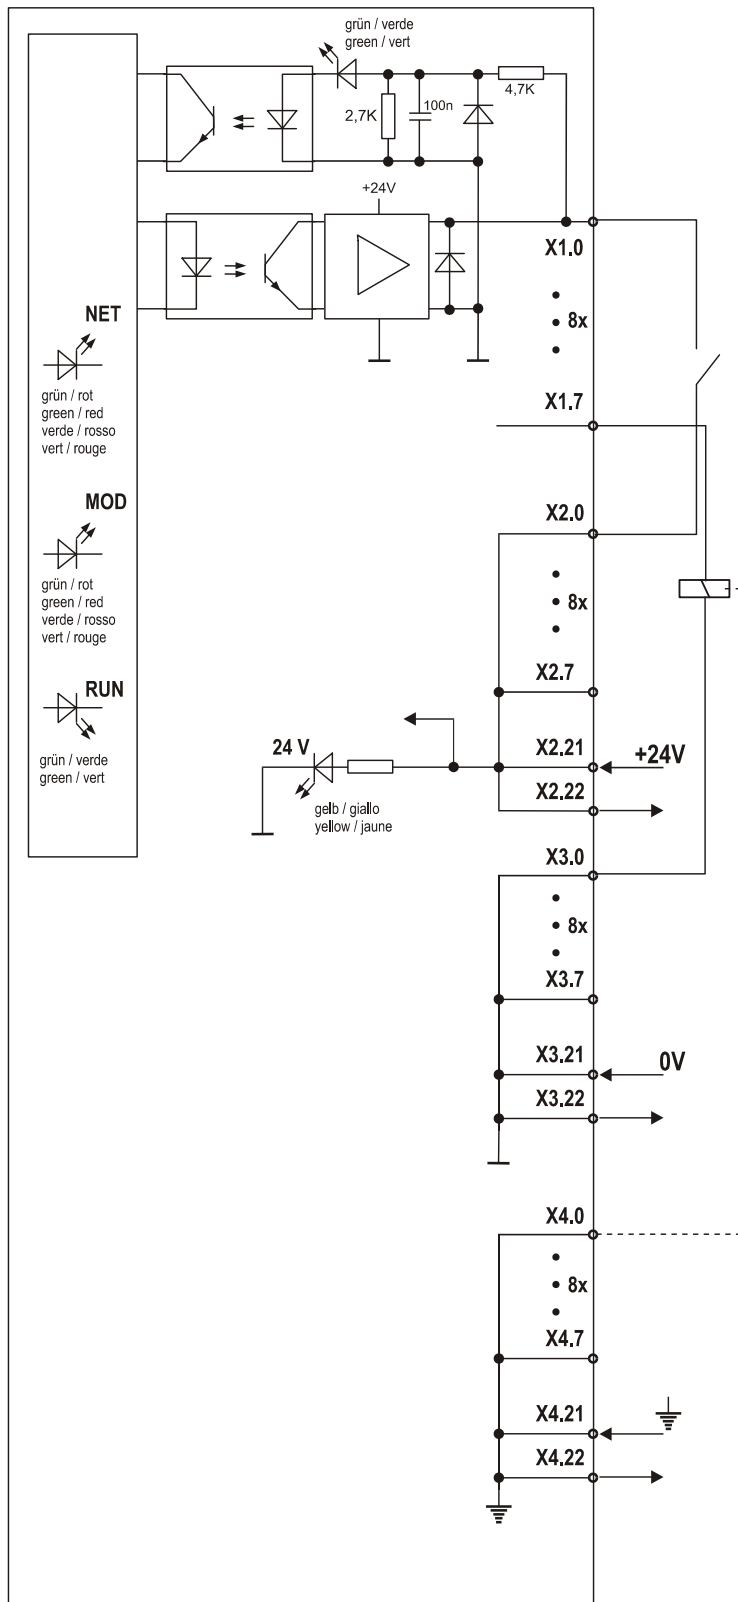 grün / verde
green / vert
2,7K
100n
4,7K
+24V
X1.0
8x
X1.7
NET
grün / rot
green / red
verde / rosso
vert / rouge
MOD
grün / rot
green / red
verde / rosso
vert / rouge
RUN
grün / verde
green / vert
X2.0
8x
X2.7
24 V
X2.21
+24V
X2.22
gelb / giallo
yellow / jaune
X3.0
8x
X3.7
X3.21
0V
X3.22
X4.0
8x
X4.7
X4.21
X4.22